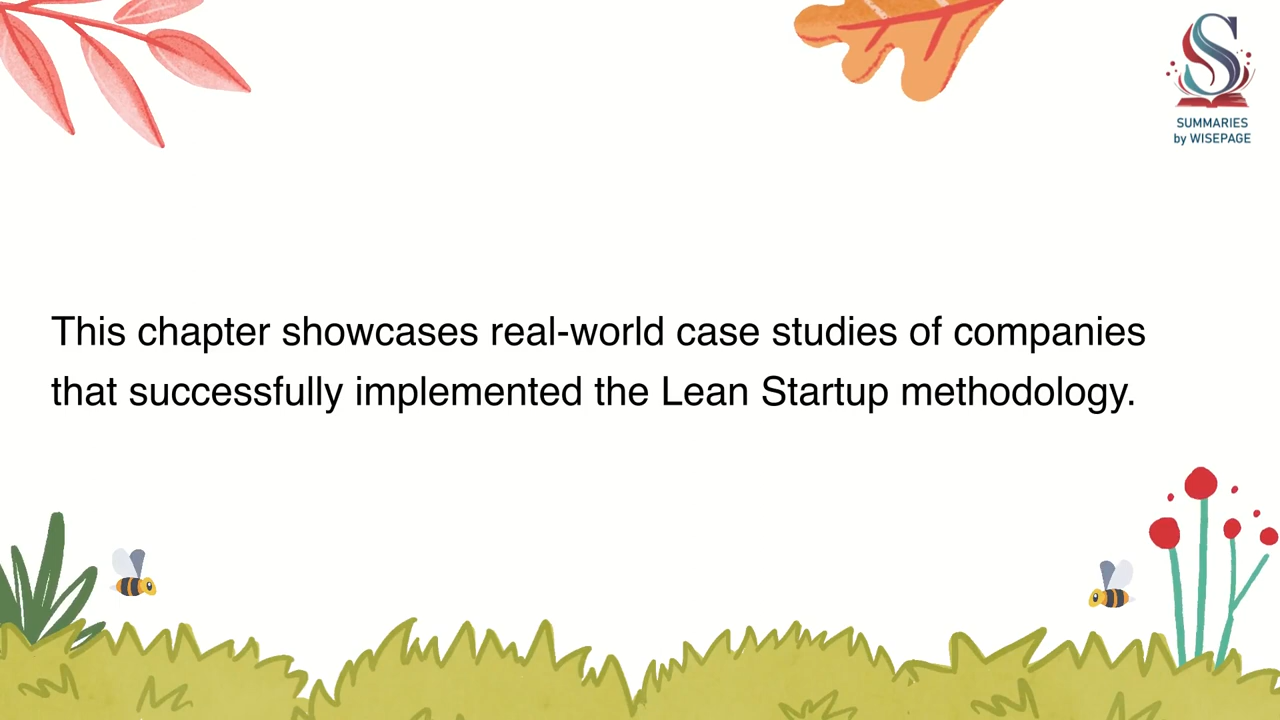 SUMMARIES
by WISEPAGE
This chapter showcases real-world case studies of companies
that successfully implemented the Lean Startup methodology.